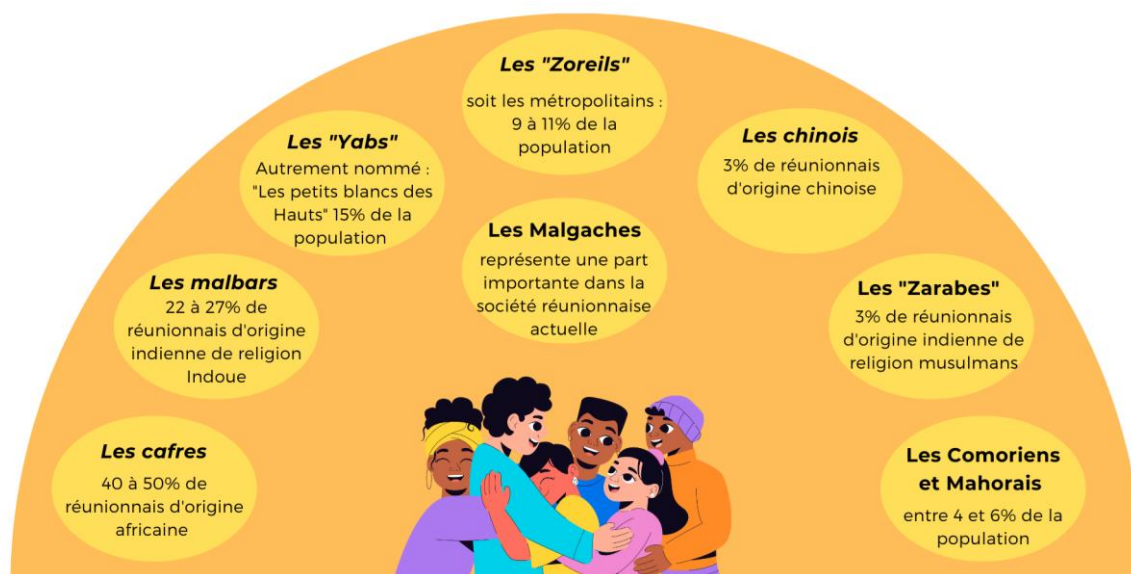 Les "Zoreils"
soit les métropolitains :
9 à 11% de la
population
Les "Yabs"
Autrement nommé :
"Les petits blancs des
Hauts" 15% de la
population
Les chinois
3% de réunionnais
d'origine chinoise
Les Malgaches
représente une part
importante dans la
société réunionnaise
actuelle
Les malbars
22 à 27% de
réunionnais d'origine
indienne de religion
Indoue
Les "Zarabes"
3% de réunionnais
d'origine indienne de
religion musulmans
Les cafres
40 à 50% de
réunionnais d'origine
africaine
Les Comoriens
et Mahorais
entre 4 et 6% de la
population